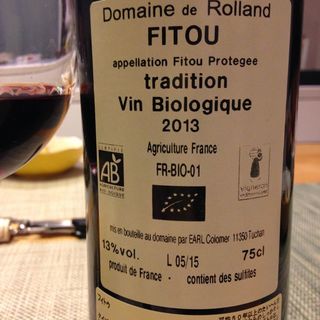 Domaine de Rolland
FITOU
appellation Fitou Protegee
tradition
Vin Biologique
2013
Agriculture France
FR-BIO-01
AB
mis en bouteille au domaine par EARL Colomer 11350 Tuchan
13%vol. L 05/15 75cl
produit de France - contient des sulfites